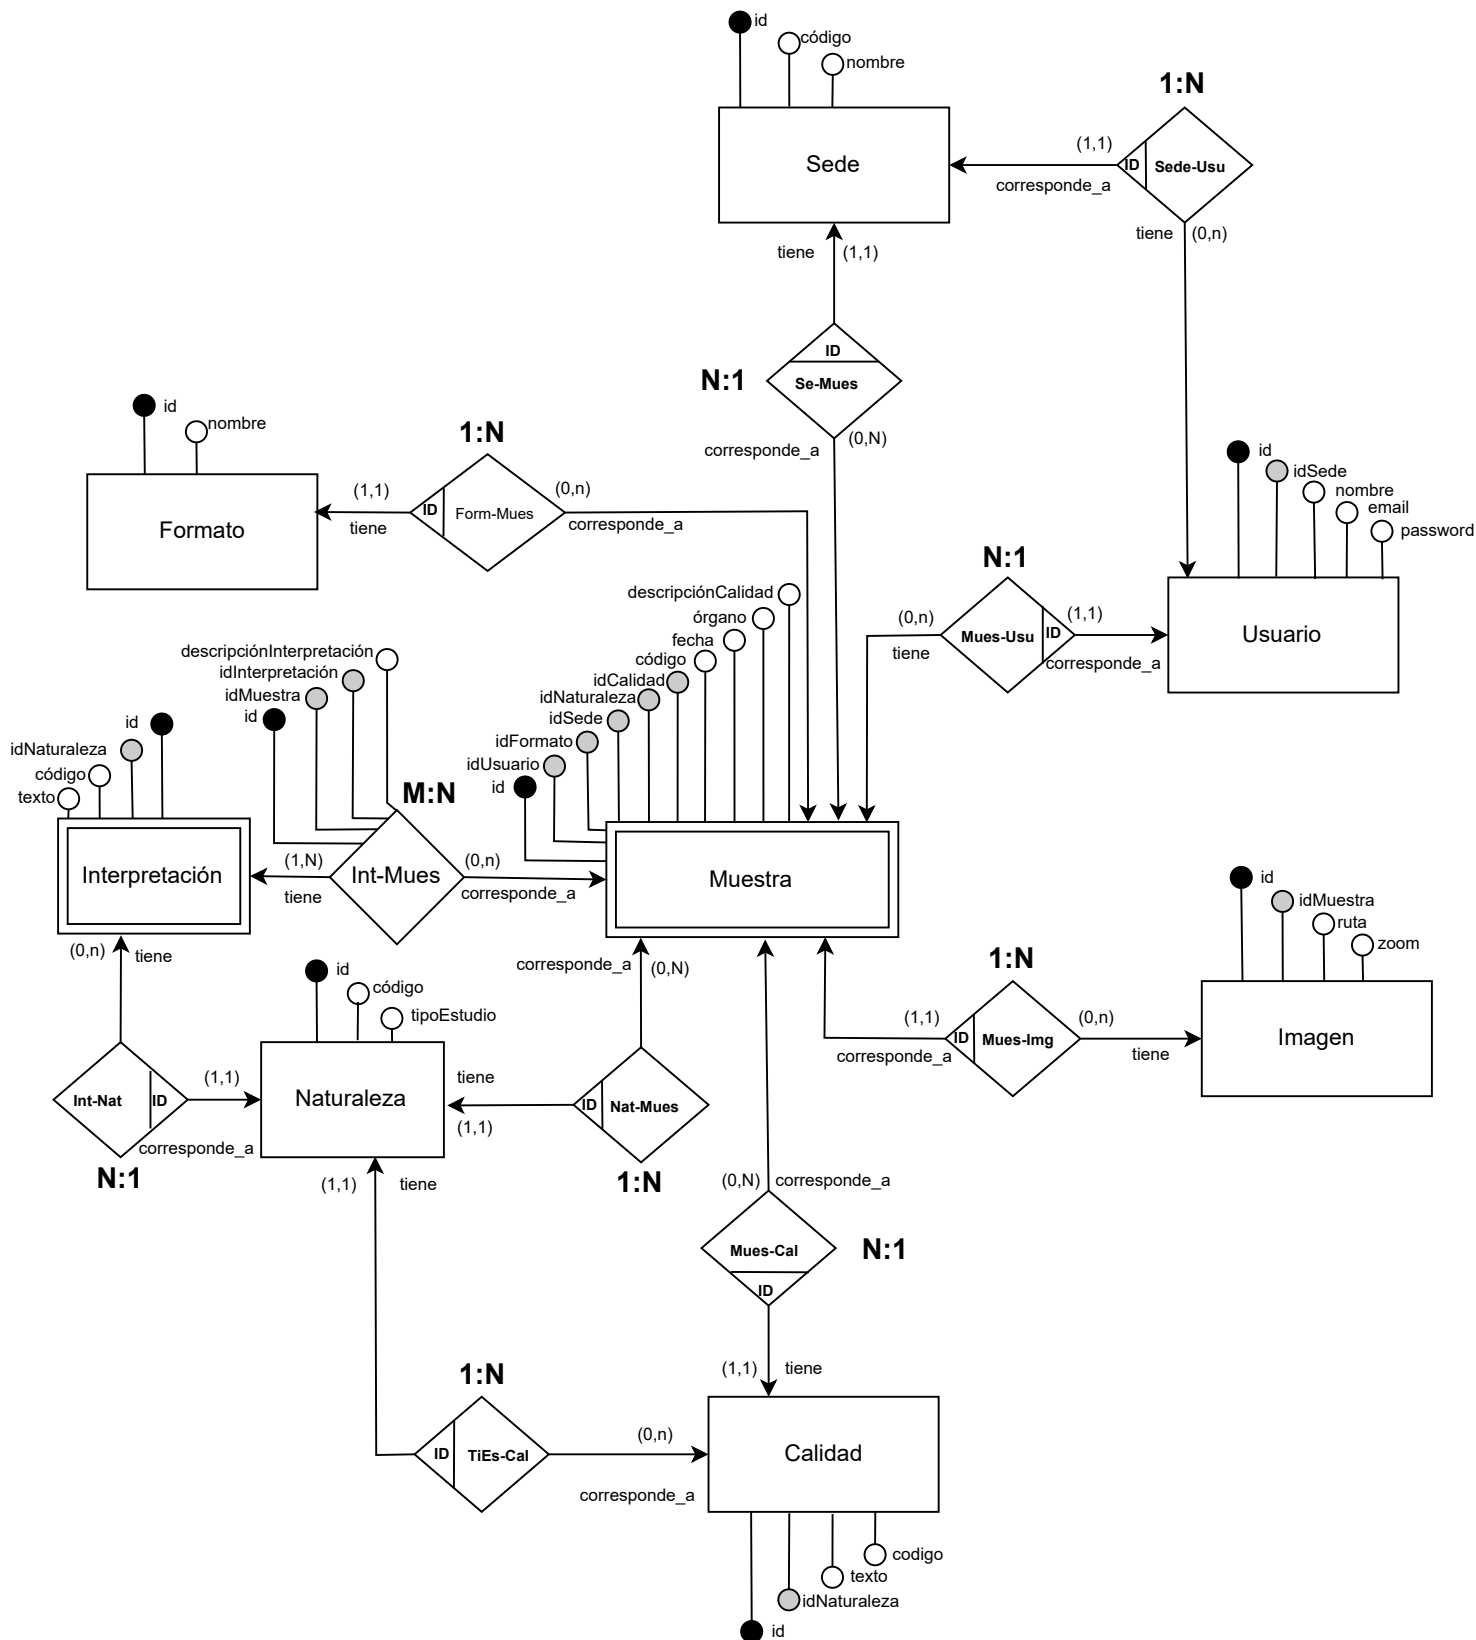 id
código
nombre
Sede
1:N
(1,1)
corresponde_a
ID
Sede-Usu
tiene
(0,n)
tiene
(1,1)
ID
Se-Mues
N:1
corresponde_a
(0,N)
id
nombre
Formato
1:N
(1,1)
tiene
ID
Form-Mues
(0,n)
corresponde_a
id
idSede
nombre
email
password
Usuario
N:1
(0,n)
tiene
Mues-Usu
ID
(1,1)
corresponde_a
descripciónCalidad
órgano
fecha
código
idCalidad
idNaturaleza
idSede
idFormato
idUsuario
id
Muestra
descripciónInterpretación
idInterpretación
idMuestra
id
M:N
(1,N)
tiene
Int-Mues
(0,n)
corresponde_a
id
idNaturaleza
código
texto
Interpretación
(0,n)
tiene
Int-Nat
ID
(1,1)
corresponde_a
N:1
id
código
tipoEstudio
Naturaleza
corresponde_a
(0,N)
tiene
(1,1)
ID
Nat-Mues
1:N
id
idMuestra
ruta
zoom
Imagen
1:N
(1,1)
corresponde_a
ID
Mues-Img
(0,n)
tiene
(1,1)
tiene
(0,N)
corresponde_a
Mues-Cal
ID
N:1
(1,1)
tiene
1:N
ID
TiEs-Cal
(0,n)
corresponde_a
Calidad
codigo
texto
idNaturaleza
id